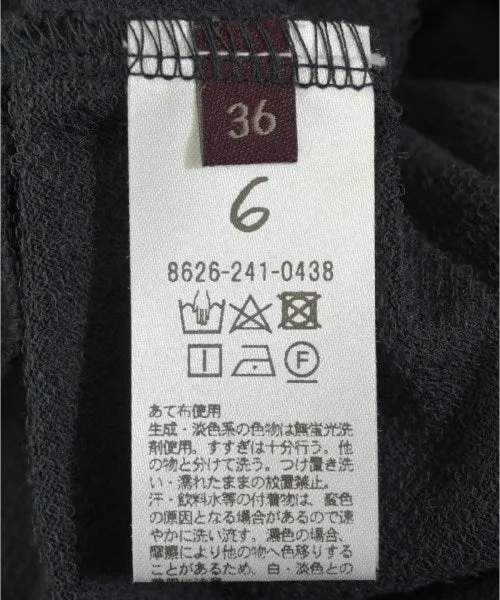 36
6
8626-241-0438
あて布使用
生成・淡色系の色物は無蛍光洗
剤使用。すすぎは十分行う。他
の物と分けて洗う。つけ置き洗
い・濡れたままの放置禁止。
汗・飲料水等の付着物は、変色
の原因となる場合があるので速
やかに洗い流す。濃色の場合、
摩擦により他の物へ色移りする
ことがあるため、白・淡色との